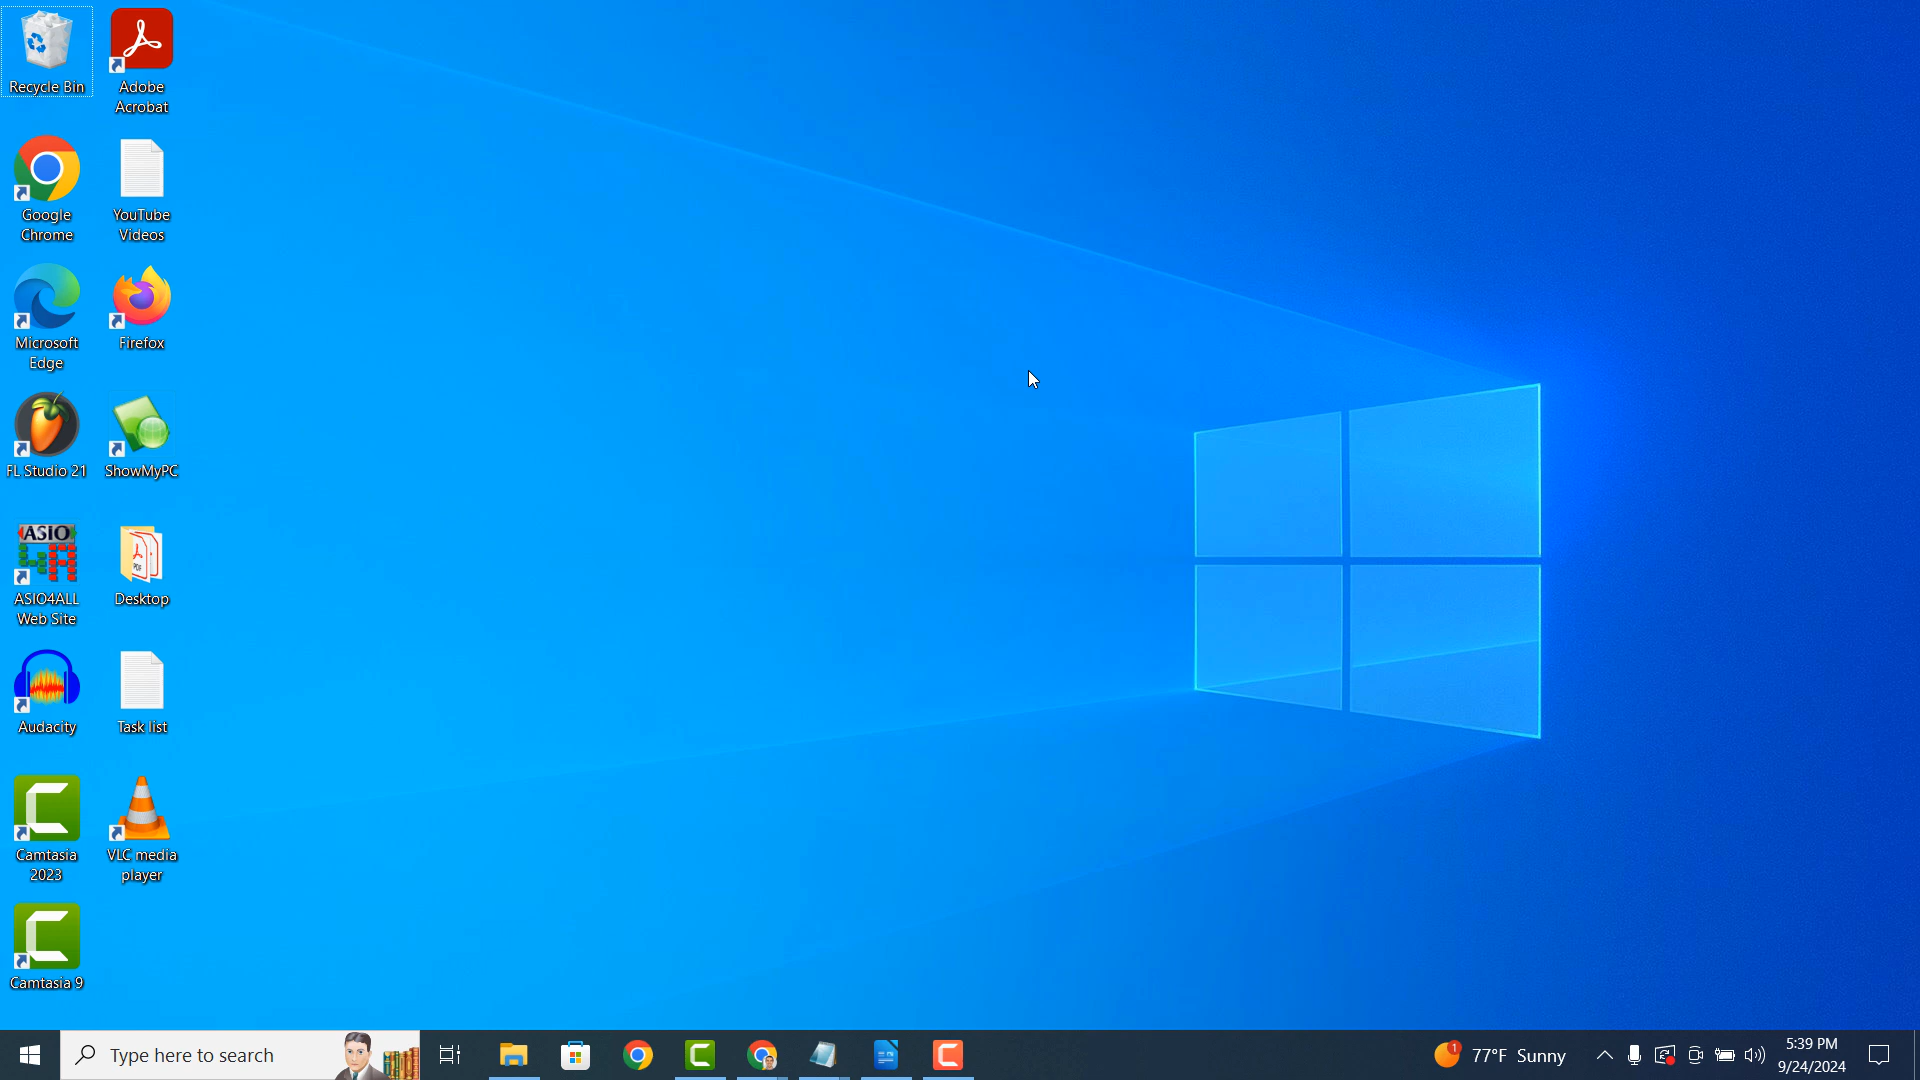 Recycle Bin
Adobe
Acrobat
Google
Chrome
YouTube
Videos
Microsoft
Edge
Firefox
FL Studio 21
ShowMyPC
ASIO
ASIO4ALL
Web Site
PDF
Desktop
Audacity
Task list
Camtasia
2023
VLC media
player
Camtasia 9
Type here to search
1
77°F Sunny
5:39 PM
9/24/2024